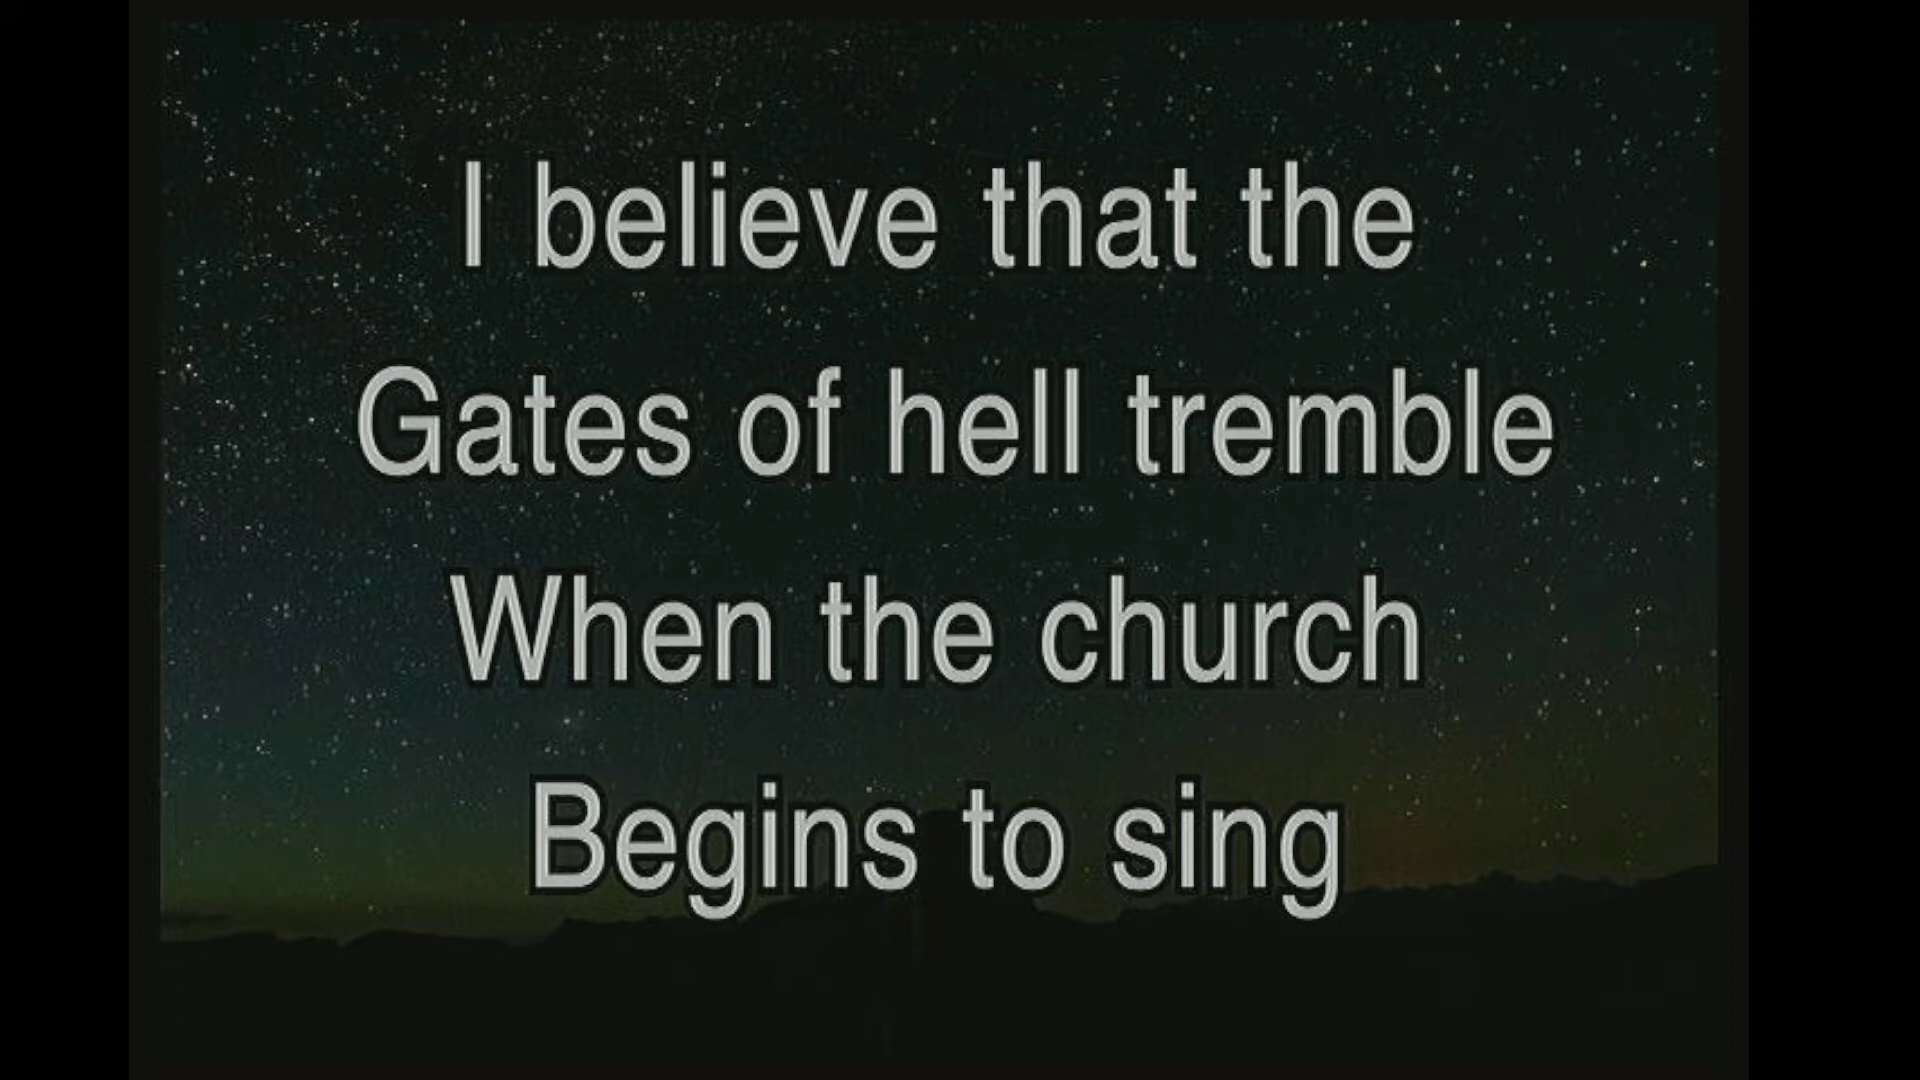 I believe that the
Gates of hell tremble
When the church
Begins to sing